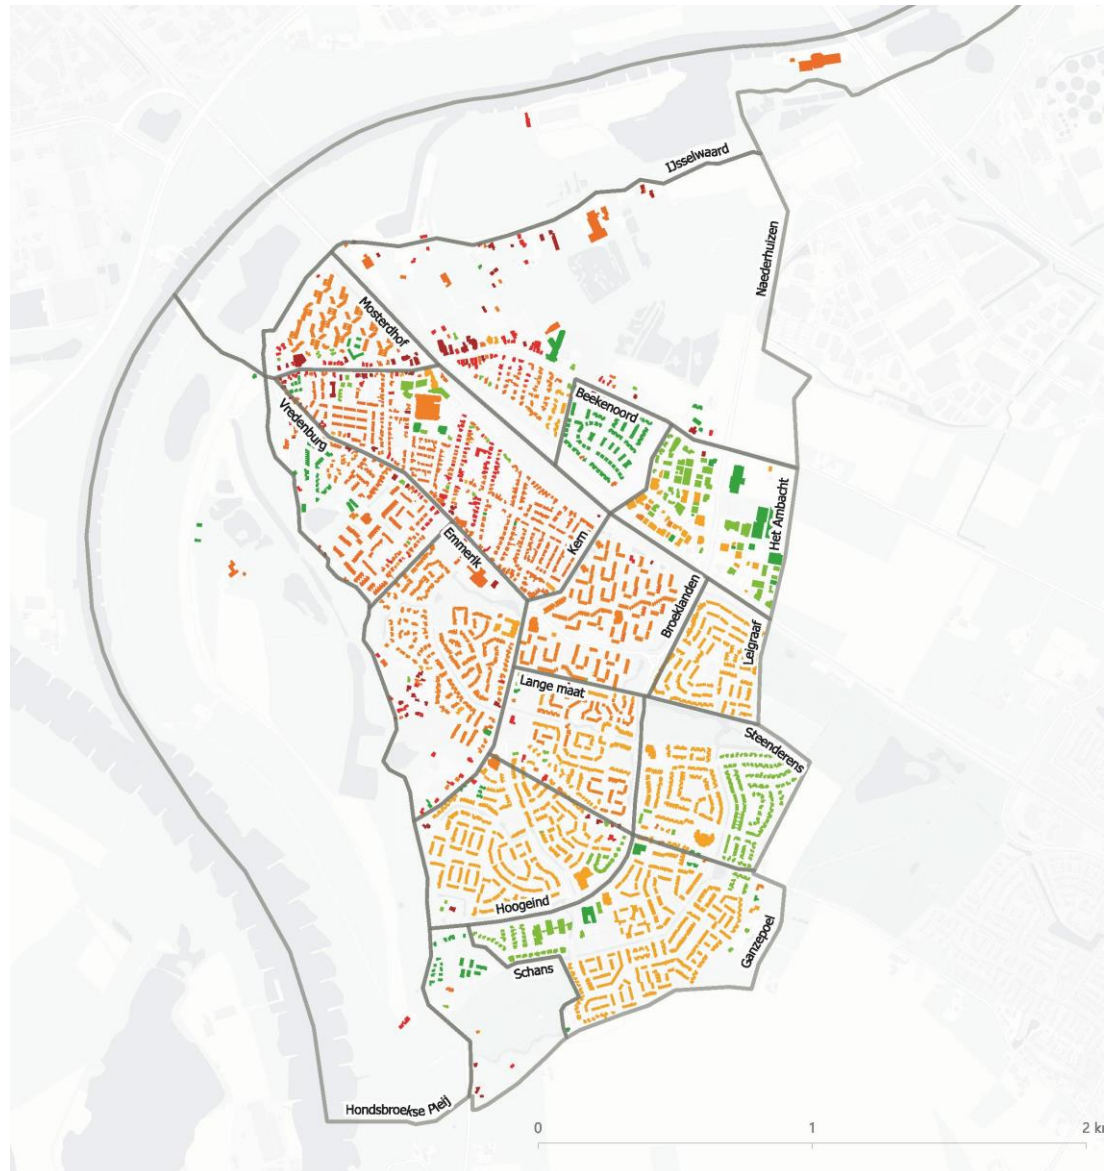 IJsselwaard
Naederhuizen
Mosterdhof
Beekenoord
Vredenburg
Het Ambacht
Emmerik
Kern
Broeklanden
Leigraaf
Lange maat
Steenderens
Hoogeind
Ganzepoel
Schans
Hondsbroekse Pleij
0 1 2 km